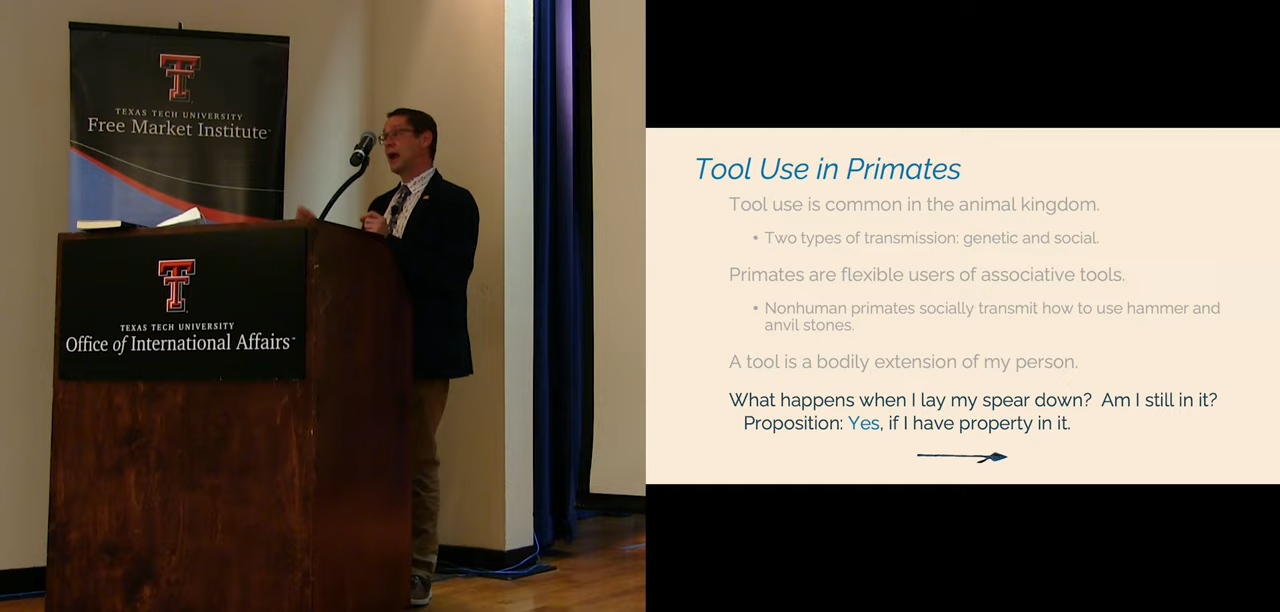 TEXAS TECH UNIVERSITY
Free Market Institute™
TEXAS TECH UNIVERSITY
Office of International Affairs™
Tool Use in Primates
Tool use is common in the animal kingdom.
• Two types of transmission: genetic and social.
Primates are flexible users of associative tools.
• Nonhuman primates socially transmit how to use hammer and
anvil stones.
A tool is a bodily extension of my person.
What happens when I lay my spear down? Am I still in it?
Proposition: Yes, if I have property in it.